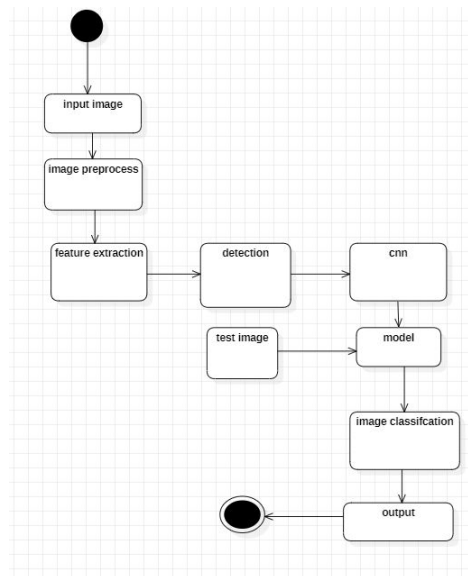 input image
image preprocess
feature extraction
detection
cnn
test image
model
image classifcation
output